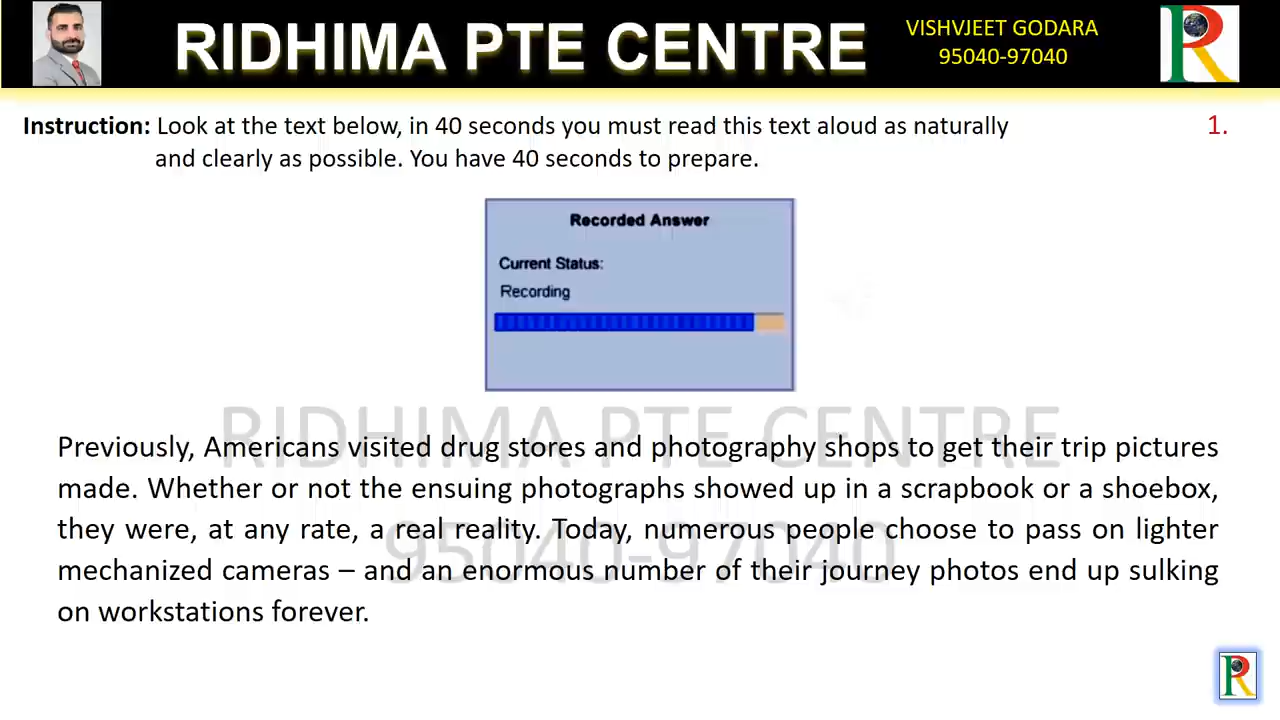 RIDHIMA PTE CENTRE
VISHVJEET GODARA
95040-97040
Instruction: Look at the text below, in 40 seconds you must read this text aloud as naturally
and clearly as possible. You have 40 seconds to prepare.
1.
Recorded Answer
Current Status:
Recording
RIDHIMA PTE CENTRE
95040-97040
Previously, Americans visited drug stores and photography shops to get their trip pictures
made. Whether or not the ensuing photographs showed up in a scrapbook or a shoebox,
they were, at any rate, a real reality. Today, numerous people choose to pass on lighter
mechanized cameras – and an enormous number of their journey photos end up sulking
on workstations forever.